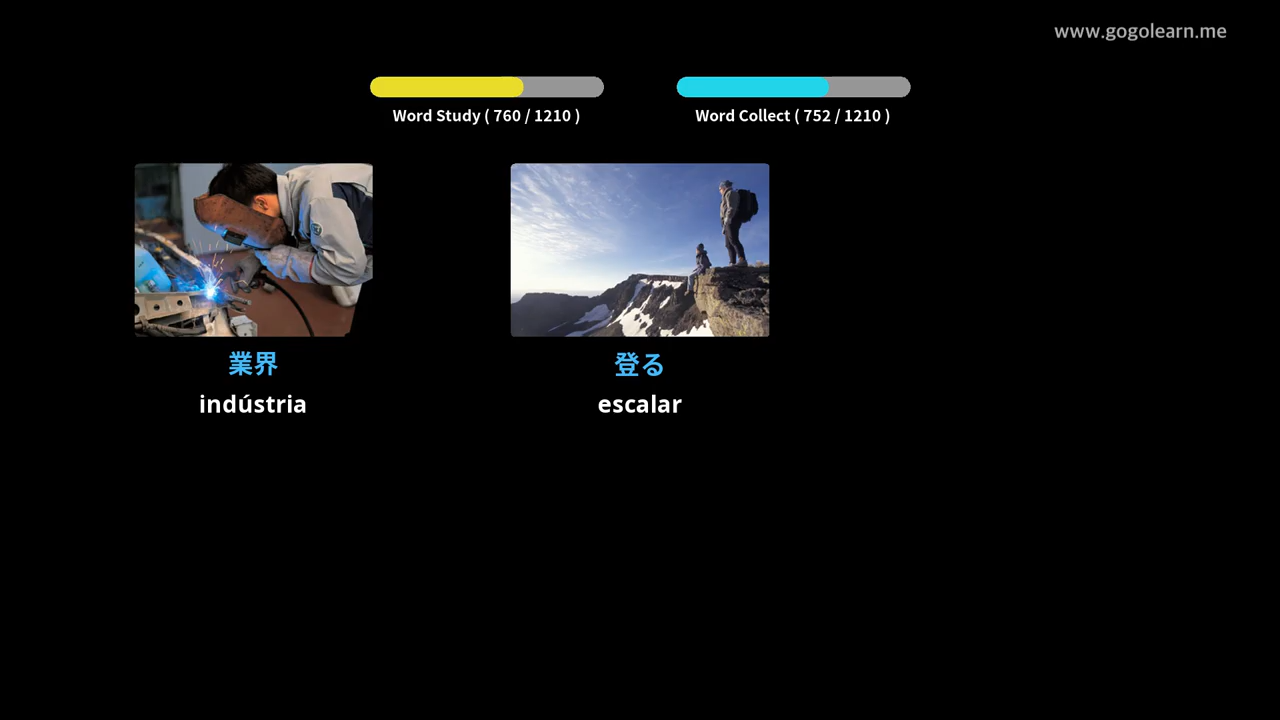 www.gogolearn.me
Word Study ( 760 / 1210 )
Word Collect ( 752 / 1210 )
業界
indústria
登る
escalar